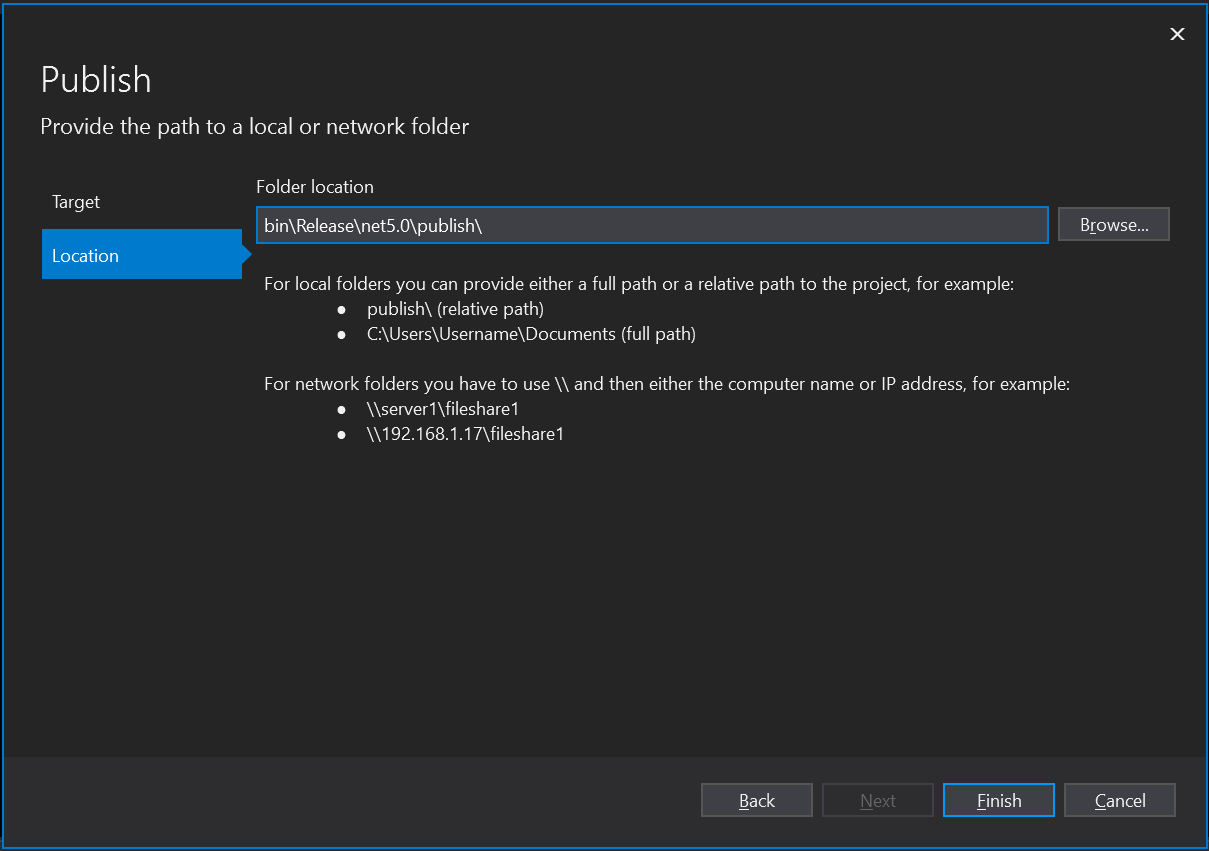 Publish
Provide the path to a local or network folder
Target
Location
Folder location
bin\Release\net5.0\publish\
Browse...
For local folders you can provide either a full path or a relative path to the project, for example:
● publish\ (relative path)
● C:\Users\Username\Documents (full path)
For network folders you have to use \\ and then either the computer name or IP address, for example:
● \\server1\fileshare1
● \\192.168.1.17\fileshare1
Back
Next
Finish
Cancel